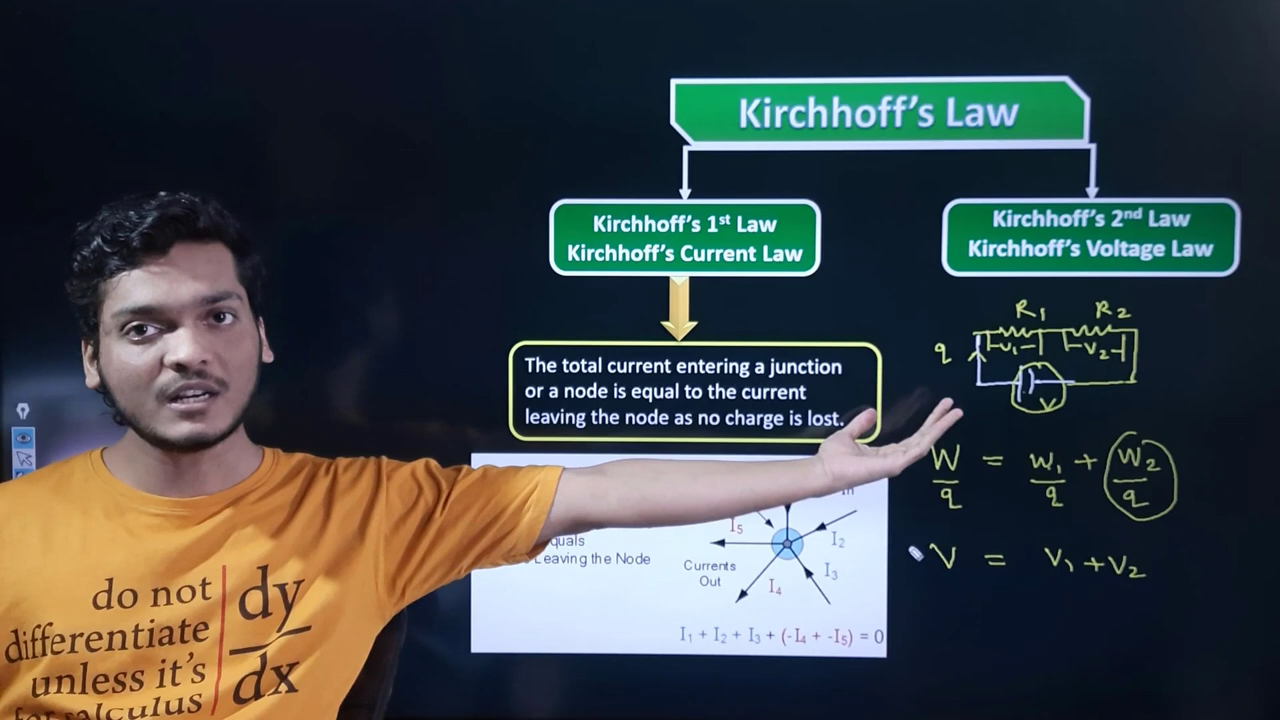 Kirchhoff's Law
Kirchhoff's 1st Law
Kirchhoff's Current Law
Kirchhoff's 2nd Law
Kirchhoff's Voltage Law
The total current entering a junction
or a node is equal to the current
leaving the node as no charge is lost.
R1 R2
q V1 V2
V
W/q = W1/q + W2/q
V = V1 + V2
I5
I2
Leaving the Node
Currents
Out
I3
I4
I1 + I2 + I3 + (-I4 + -I5) = 0
do not
differentiate
unless it's
calculus
dy
dx